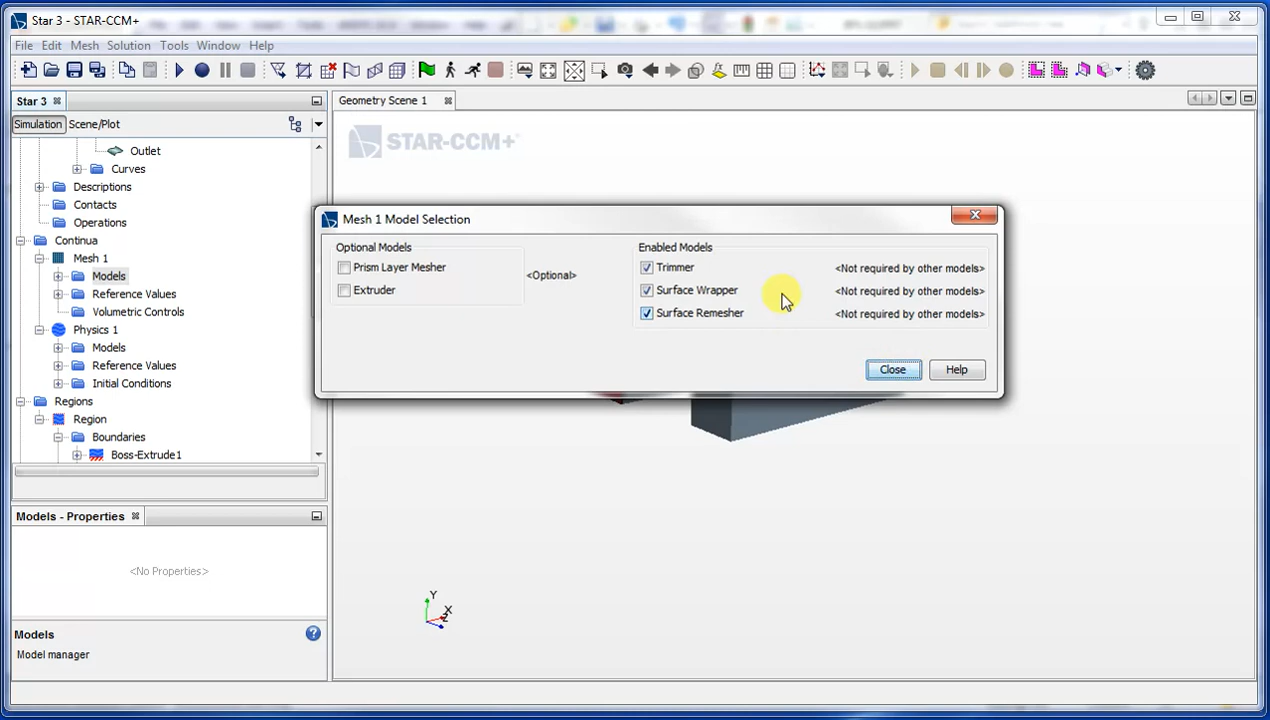 Star 3 - STAR-CCM+
File Edit Mesh Solution Tools Window Help
Star 3
Geometry Scene 1
Simulation Scene/Plot
STAR-CCM+
Outlet
Curves
Descriptions
Contacts
Operations
Continua
Mesh 1
Models
Reference Values
Volumetric Controls
Physics 1
Models
Reference Values
Initial Conditions
Regions
Region
Boundaries
Boss-Extrude1
Mesh 1 Model Selection
Optional Models
Prism Layer Mesher
Extruder
<Optional>
Enabled Models
Trimmer <Not required by other models>
Surface Wrapper <Not required by other models>
Surface Remesher <Not required by other models>
Close Help
Models - Properties
<No Properties>
Models
Model manager
Y
X
Z